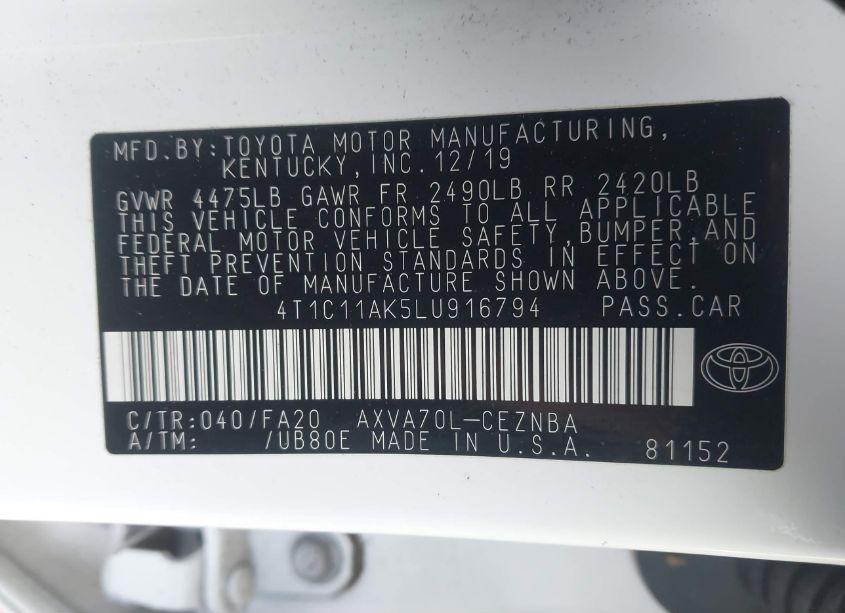 MFD.BY:TOYOTA MOTOR MANUFACTURING,
KENTUCKY,INC.12/19
GVWR 4475LB GAWR FR 2490LB RR 2420LB
THIS VEHICLE CONFORMS TO ALL APPLICABLE
FEDERAL MOTOR VEHICLE SAFETY,BUMPER,AND
THEFT PREVENTION STANDARDS IN EFFECT ON
THE DATE OF MANUFACTURE SHOWN ABOVE.
4T1C11AK5LU916794 PASS.CAR
C/TR:040/FA20 AXVA70L-CEZNBA
A/TM: /UB80E MADE IN U.S.A. 81152